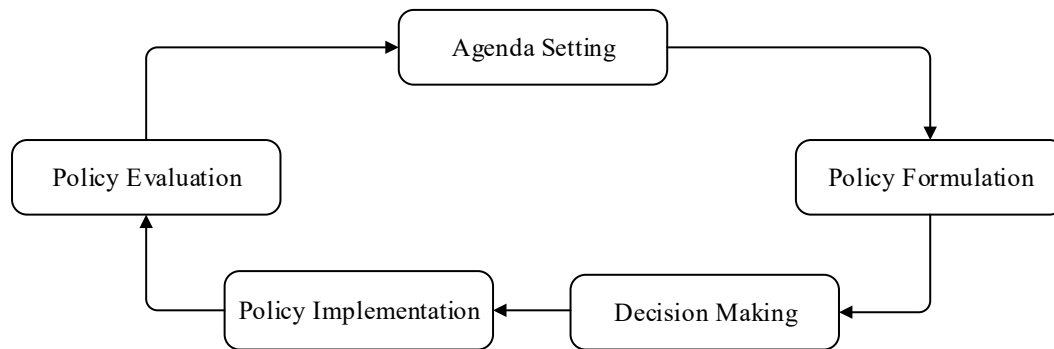 Agenda Setting
Policy Evaluation
Policy Formulation
Policy Implementation
Decision Making